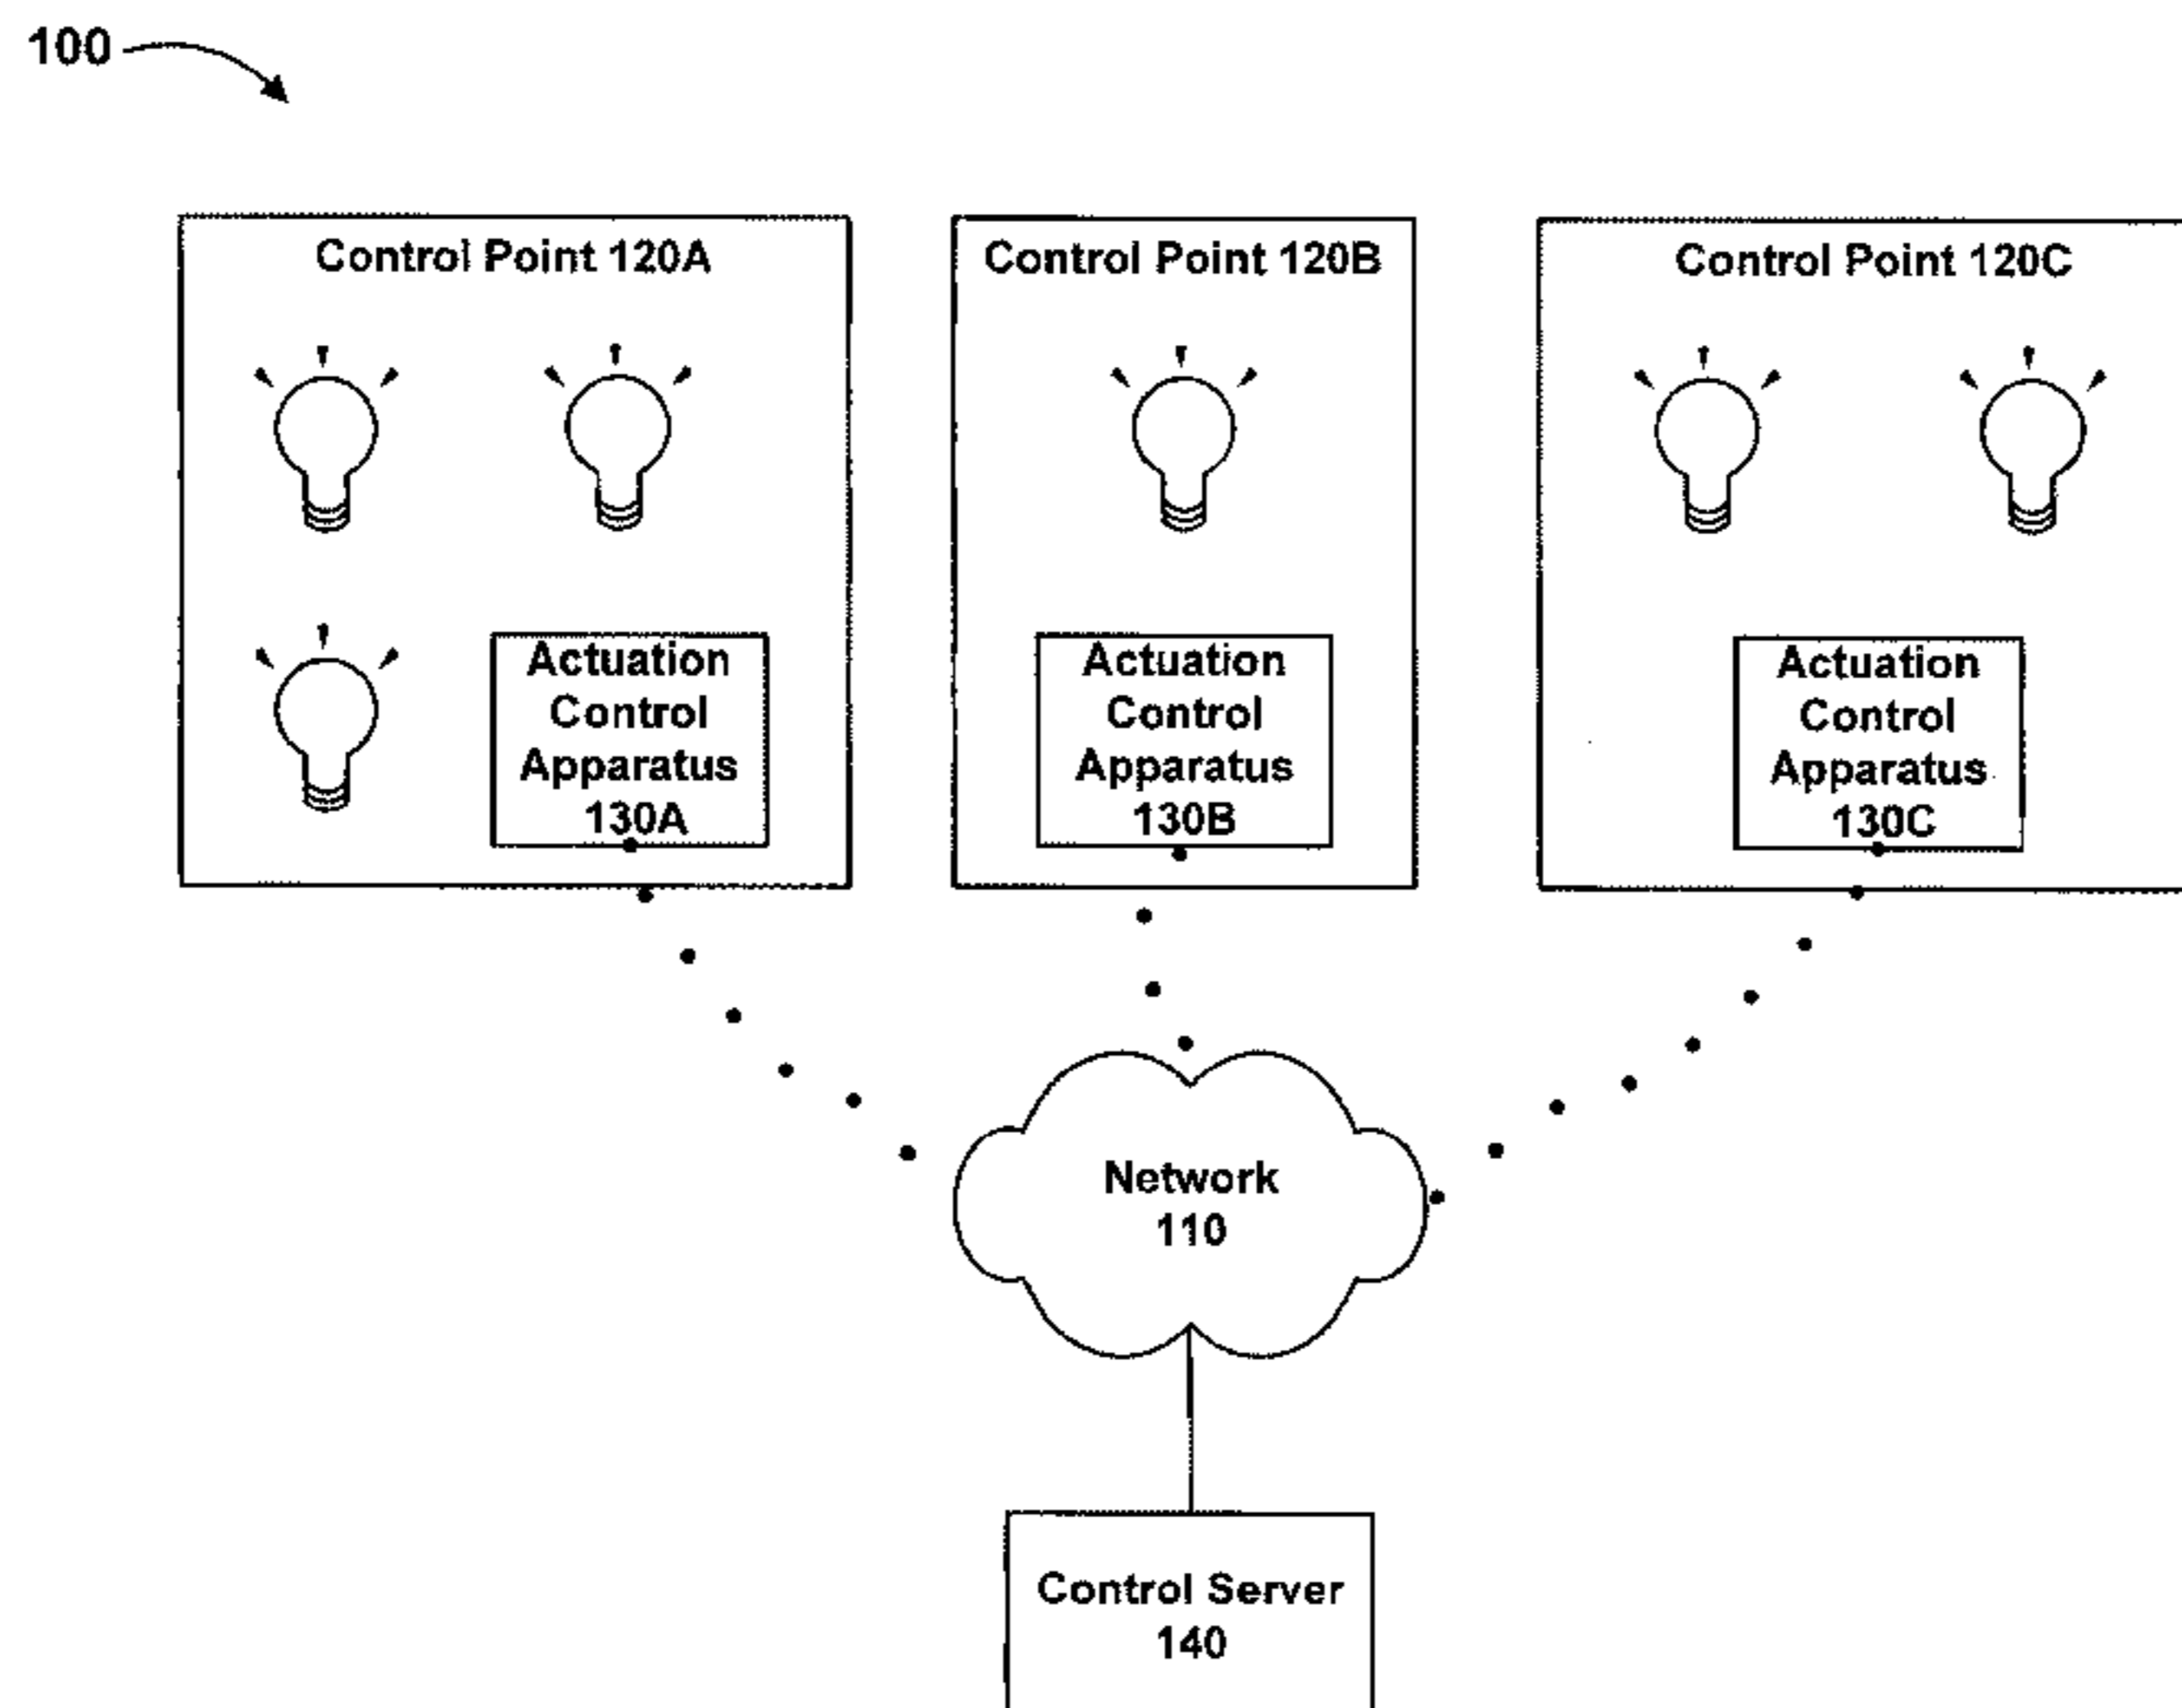 100
Control Point 120A
Control Point 120B
Control Point 120C
Actuation
Control
Apparatus
130A
Actuation
Control
Apparatus
130B
Actuation
Control
Apparatus
130C
Network
110
Control Server
140